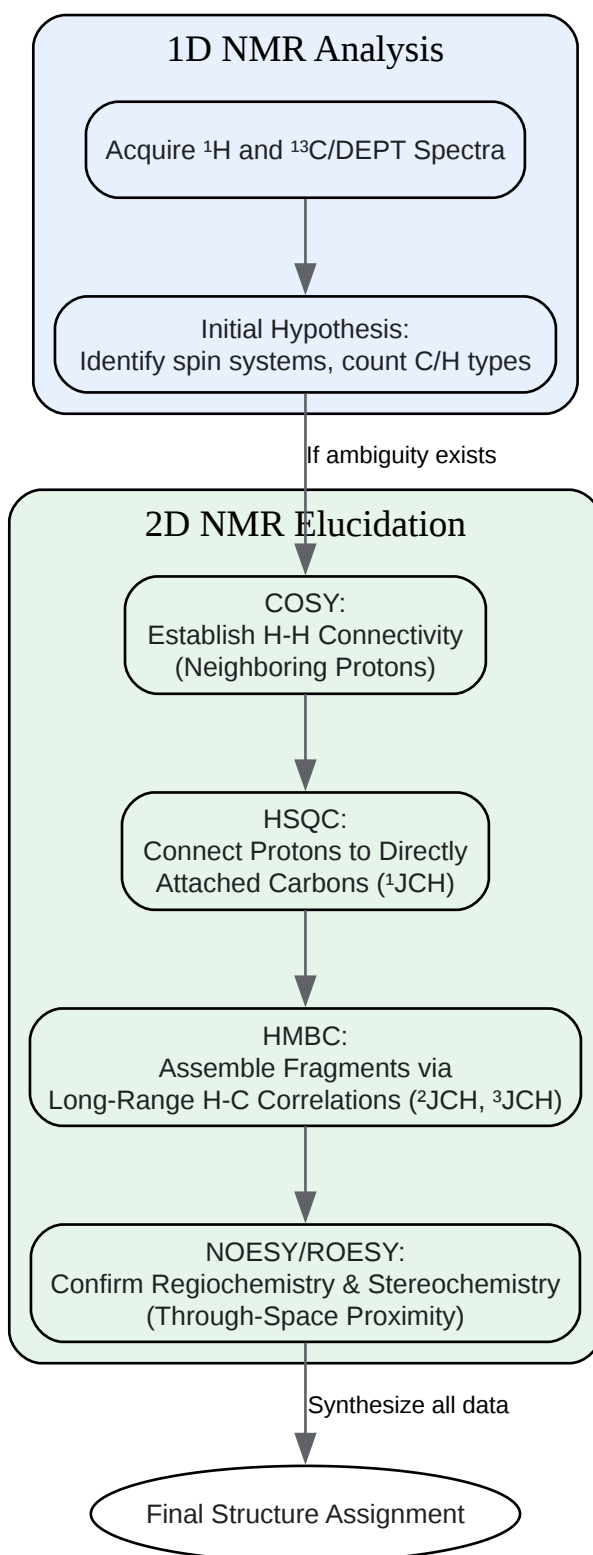 1D NMR Analysis
Acquire ¹H and ¹³C/DEPT Spectra
Initial Hypothesis:
Identify spin systems, count C/H types
If ambiguity exists
2D NMR Elucidation
COSY:
Establish H-H Connectivity
(Neighboring Protons)
HSQC:
Connect Protons to Directly
Attached Carbons (¹JCH)
HMBC:
Assemble Fragments via
Long-Range H-C Correlations (²JCH, ³JCH)
NOESY/ROESY:
Confirm Regiochemistry & Stereochemistry
(Through-Space Proximity)
Synthesize all data
Final Structure Assignment